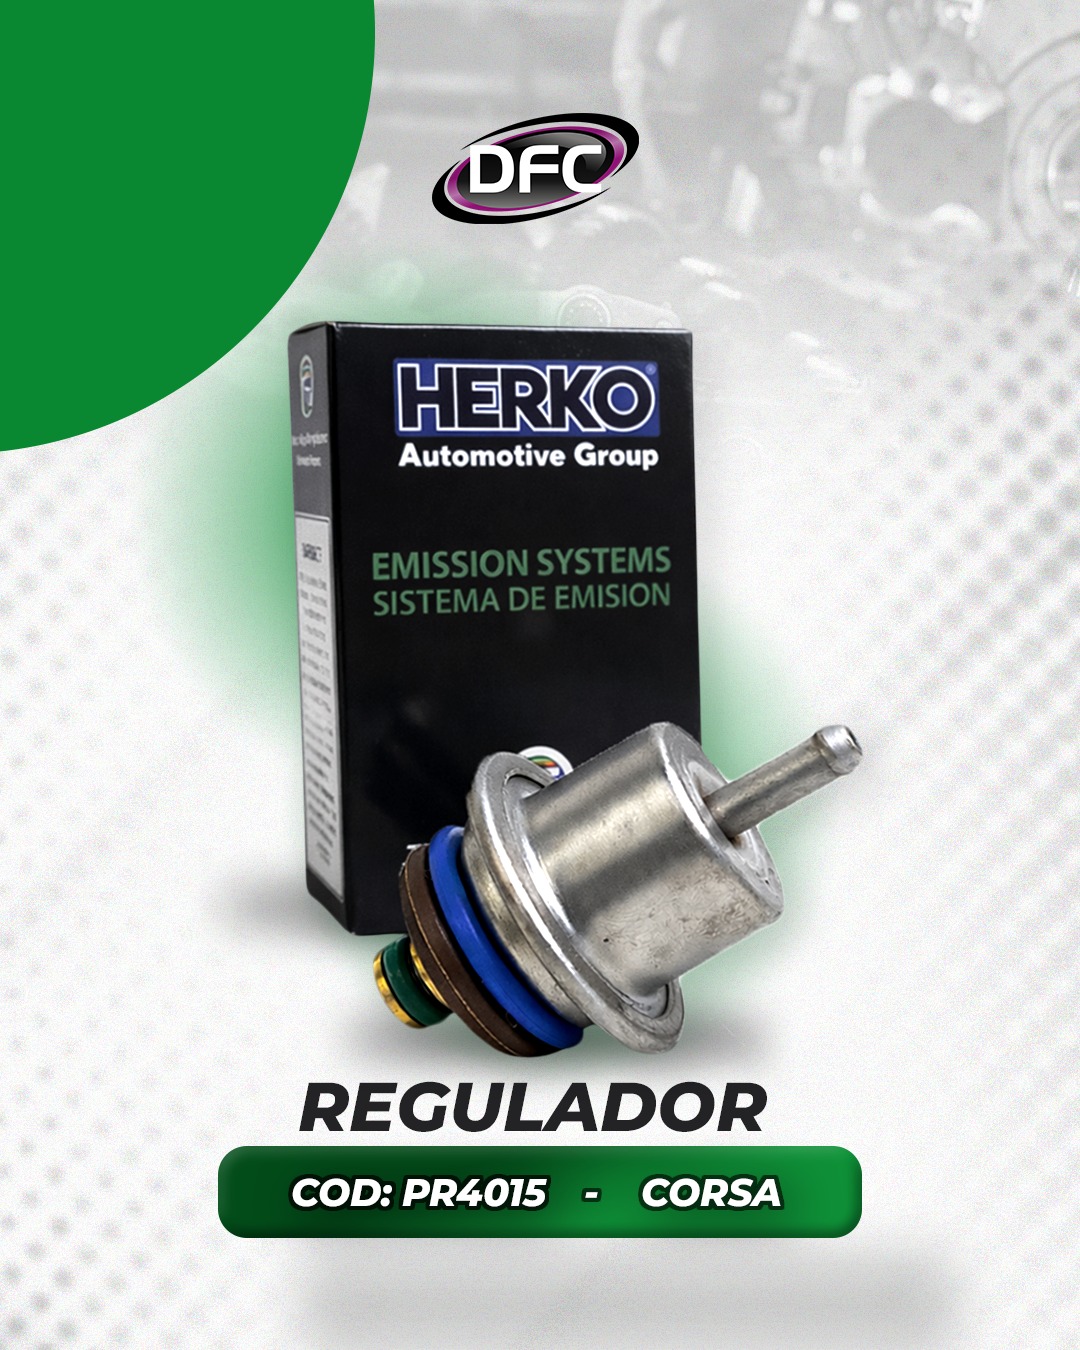 DFC
HERKO®
Automotive Group
EMISSION SYSTEMS
SISTEMA DE EMISION
REGULADOR
COD: PR4015 - CORSA